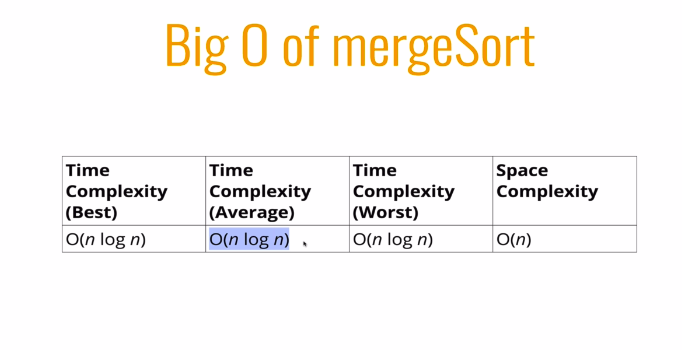 Big O of mergeSort
Time Complexity (Best)
Time Complexity (Average)
Time Complexity (Worst)
Space Complexity
O(n log n)
O(n log n)
O(n log n)
O(n)